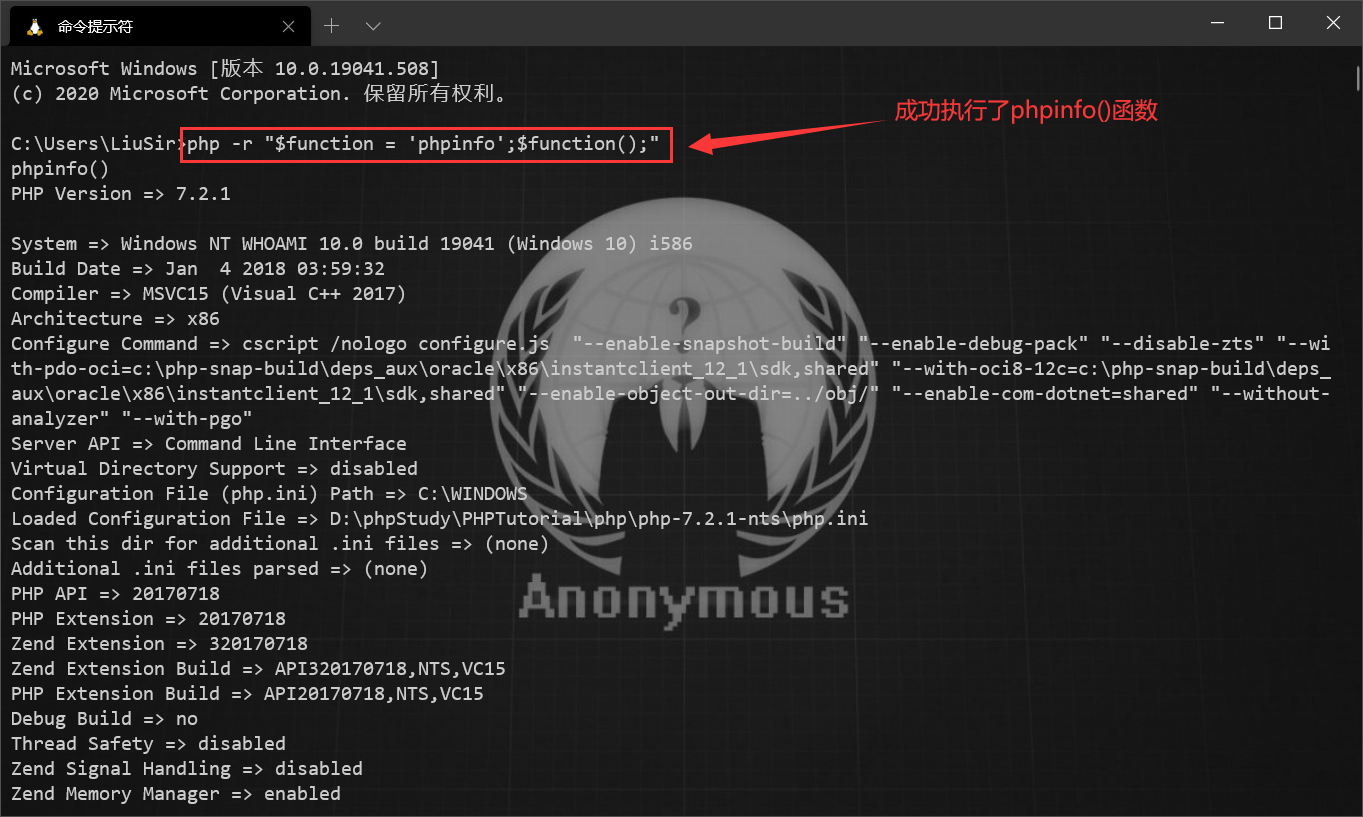 命令提示符
Microsoft Windows [版本 10.0.19041.508]
(c) 2020 Microsoft Corporation. 保留所有权利。
成功执行了phpinfo()函数
C:\Users\LiuSir>php -r "$function = 'phpinfo';$function();"
phpinfo()
PHP Version => 7.2.1
System => Windows NT WHOAMI 10.0 build 19041 (Windows 10) i586
Build Date => Jan  4 2018 03:59:32
Compiler => MSVC15 (Visual C++ 2017)
Architecture => x86
Configure Command => cscript /nologo configure.js  "--enable-snapshot-build" "--enable-debug-pack" "--disable-zts" "--wi
th-pdo-oci=c:\php-snap-build\deps_aux\oracle\x86\instantclient_12_1\sdk,shared" "--with-oci8-12c=c:\php-snap-build\deps_
aux\oracle\x86\instantclient_12_1\sdk,shared" "--enable-object-out-dir=../obj/" "--enable-com-dotnet=shared" "--without-
analyzer" "--with-pgo"
Server API => Command Line Interface
Virtual Directory Support => disabled
Configuration File (php.ini) Path => C:\WINDOWS
Loaded Configuration File => D:\phpStudy\PHPTutorial\php\php-7.2.1-nts\php.ini
Scan this dir for additional .ini files => (none)
Additional .ini files parsed => (none)
PHP API => 20170718
PHP Extension => 20170718
Zend Extension => 320170718
Zend Extension Build => API320170718,NTS,VC15
PHP Extension Build => API20170718,NTS,VC15
Debug Build => no
Thread Safety => disabled
Zend Signal Handling => disabled
Zend Memory Manager => enabled
?
Anonymous